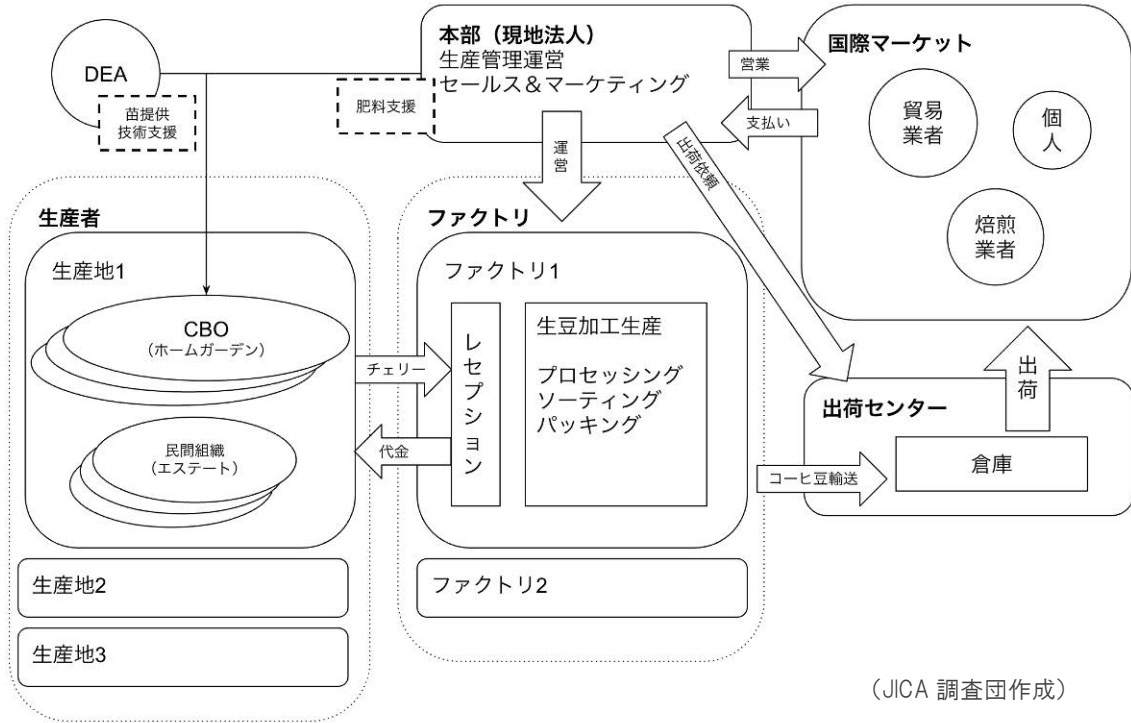 DEA
苗提供
技術支援
肥料支援
本部（現地法人）
生産管理運営
セールス＆マーケティング
営業
支払い
運営
出荷依頼
国際マーケット
貿易
業者
個
人
焙煎
業者
生産者
生産地1
CBO
（ホームガーデン）
民間組織
（エステート）
生産地2
生産地3
チェリー
代金
ファクトリ
ファクトリ1
レセプション
生豆加工生産
プロセッシング
ソーティング
パッキング
ファクトリ2
コーヒ豆輸送
出荷
出荷センター
倉庫
（JICA 調査団作成）